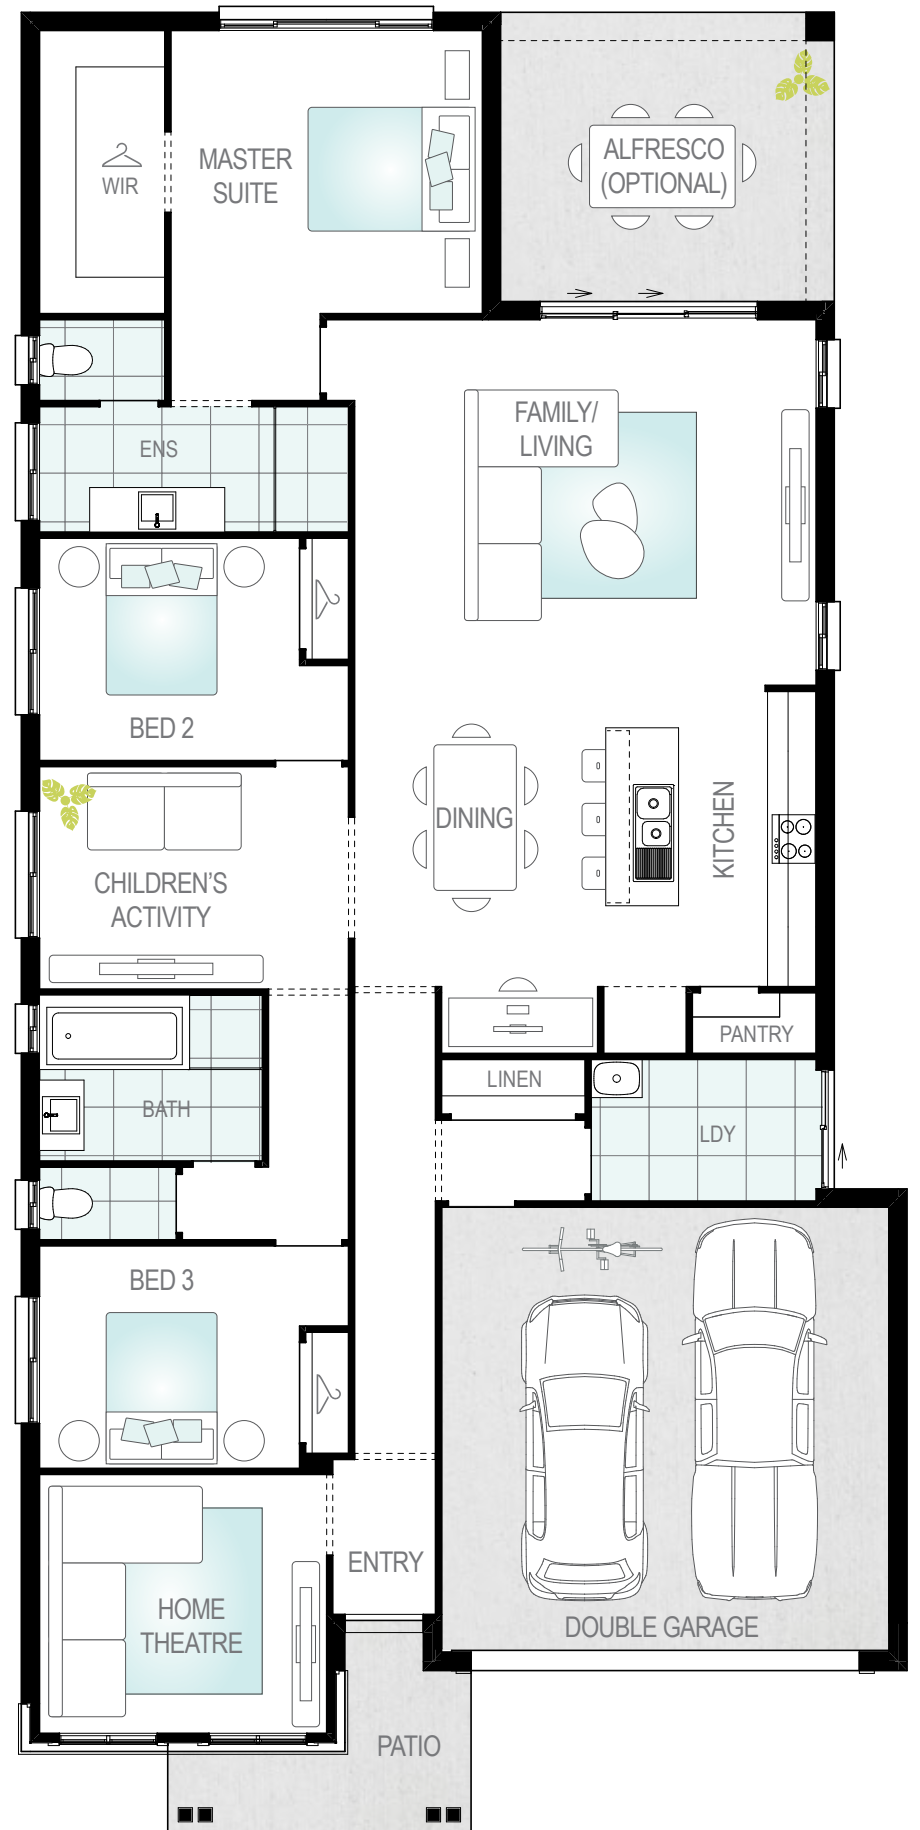 MASTER
SUITE
WIR
ALFRESCO
(OPTIONAL)
ENS
FAMILY/
LIVING
BED 2
DINING
KITCHEN
CHILDREN'S
ACTIVITY
PANTRY
LINEN
BATH
LDY
BED 3
ENTRY
HOME
THEATRE
DOUBLE GARAGE
PATIO